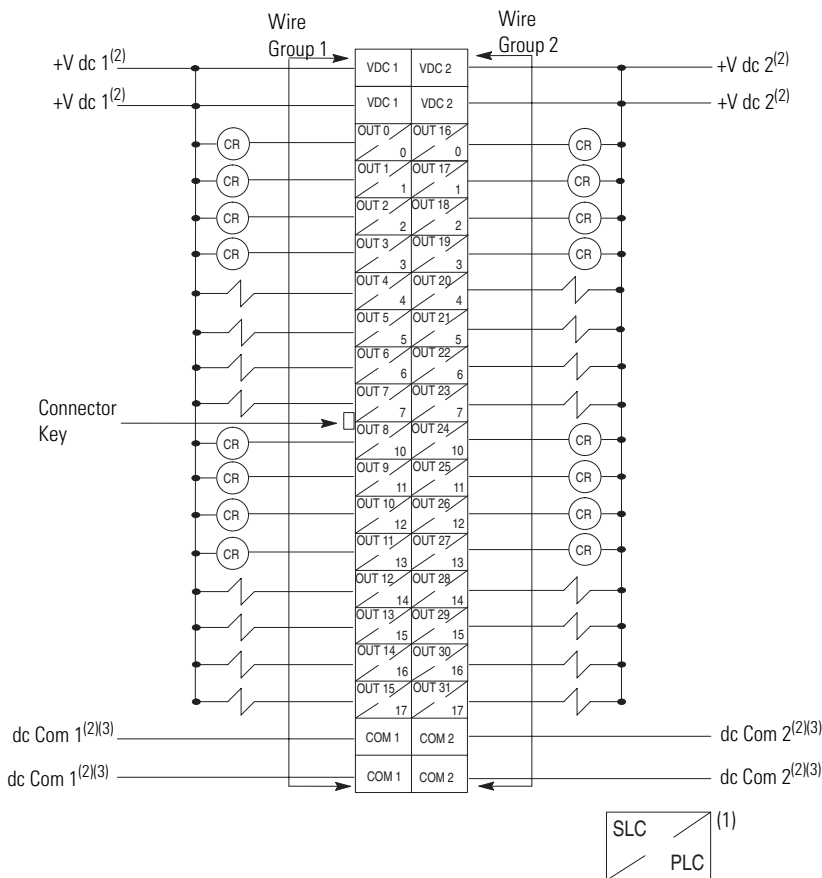 Wire
Group 1
Wire
Group 2
+V dc 1(2) VDC 1 VDC 2 +V dc 2(2)
+V dc 1(2) VDC 1 VDC 2 +V dc 2(2)
CR OUT 0 0 OUT 16 0 CR
CR OUT 1 1 OUT 17 1 CR
CR OUT 2 2 OUT 18 2 CR
CR OUT 3 3 OUT 19 3 CR
OUT 4 4 OUT 20 4
OUT 5 5 OUT 21 5
OUT 6 6 OUT 22 6
OUT 7 7 OUT 23 7
Connector
Key
CR OUT 8 10 OUT 24 10 CR
CR OUT 9 11 OUT 25 11 CR
CR OUT 10 12 OUT 26 12 CR
CR OUT 11 13 OUT 27 13 CR
OUT 12 14 OUT 28 14
OUT 13 15 OUT 29 15
OUT 14 16 OUT 30 16
OUT 15 17 OUT 31 17
dc Com 1(2)(3) COM 1 COM 2 dc Com 2(2)(3)
dc Com 1(2)(3) COM 1 COM 2 dc Com 2(2)(3)
SLC (1)
PLC